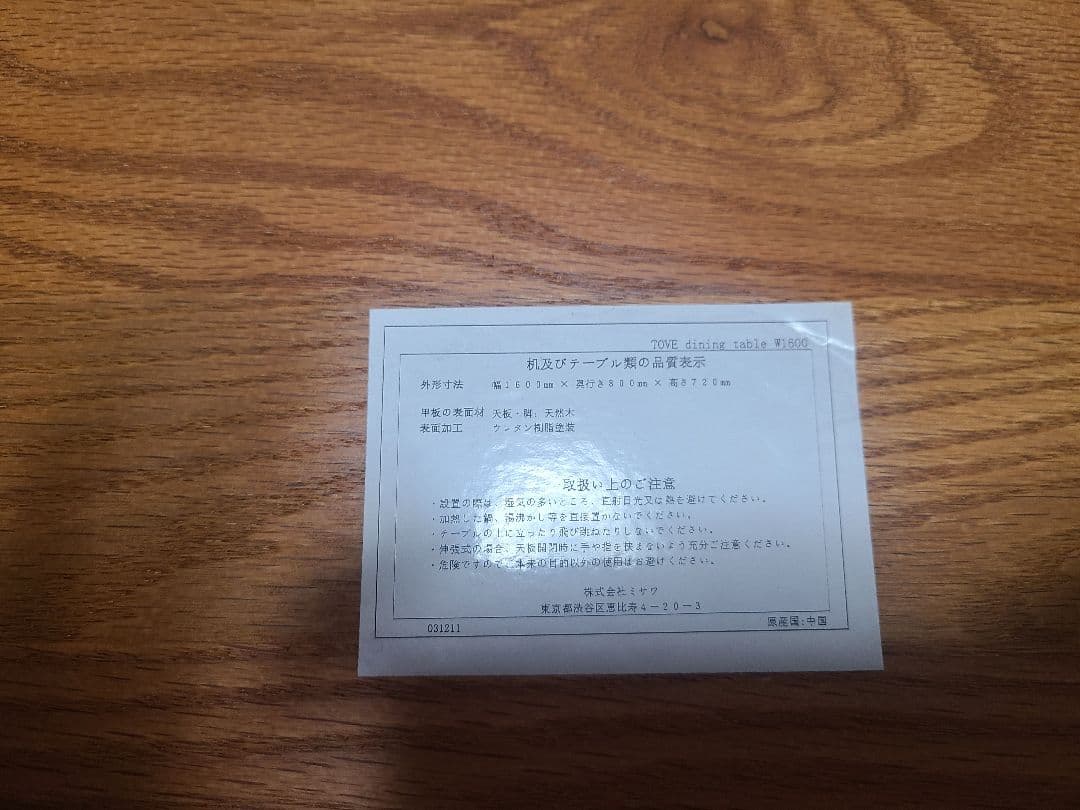 TOVE dining table W1600
机及びテーブル類の品質表示
外形寸法 幅1600mm × 奥行き800mm × 高さ720mm
甲板の表面材 天板・脚：天然木
表面加工 ウレタン樹脂塗装
取扱い上のご注意
・設置の際は、湿気の多いところ、直射日光又は熱を避けてください。
・加熱した鍋、湯沸かし等を直接置かないでください。
・テーブルの上に立ったり飛び跳ねたりしないでください。
・伸張式の場合、天板開閉時に手や指を挟まないよう充分ご注意ください。
・危険ですので、本来の目的以外の使用はお避けください。
株式会社ミサワ
東京都渋谷区恵比寿4－20－3
031211 原産国:中国